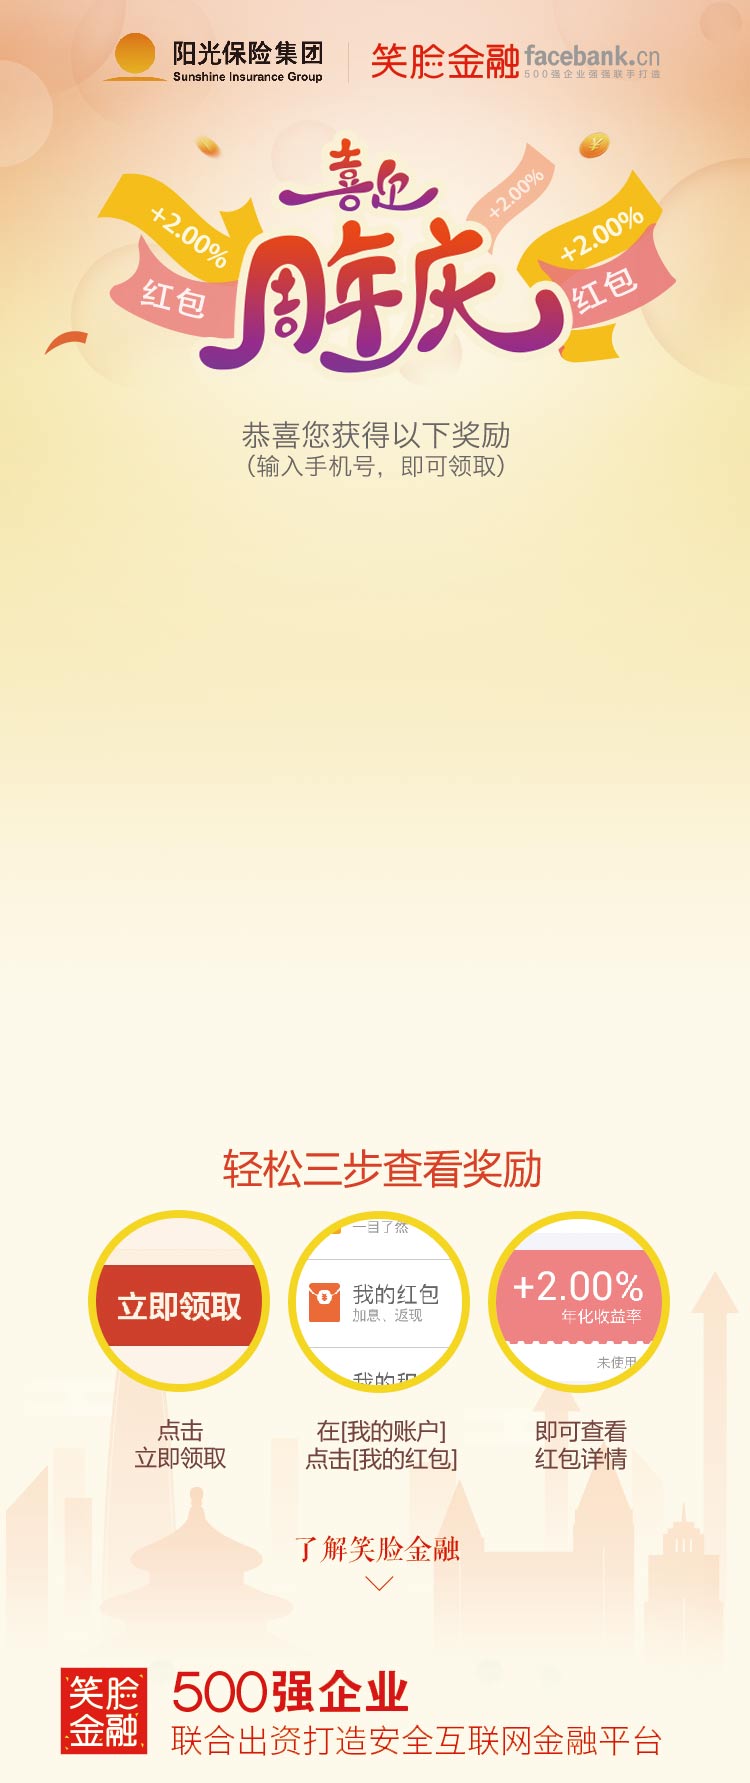 阳光保险集团
Sunshine Insurance Group
笑脸金融facebank.cn
500强企业强强联手打造
喜迎
周年庆
+2.00%
红包
+2.00%
+2.00%
红包
恭喜您获得以下奖励
（输入手机号，即可领取）
轻松三步查看奖励
立即领取
一目了然
我的红包
加息、返现
我的积
+2.00%
年化收益率
未使用
点击
立即领取
在[我的账户]
点击[我的红包]
即可查看
红包详情
了解笑脸金融
笑脸
金融
500强企业
联合出资打造安全互联网金融平台